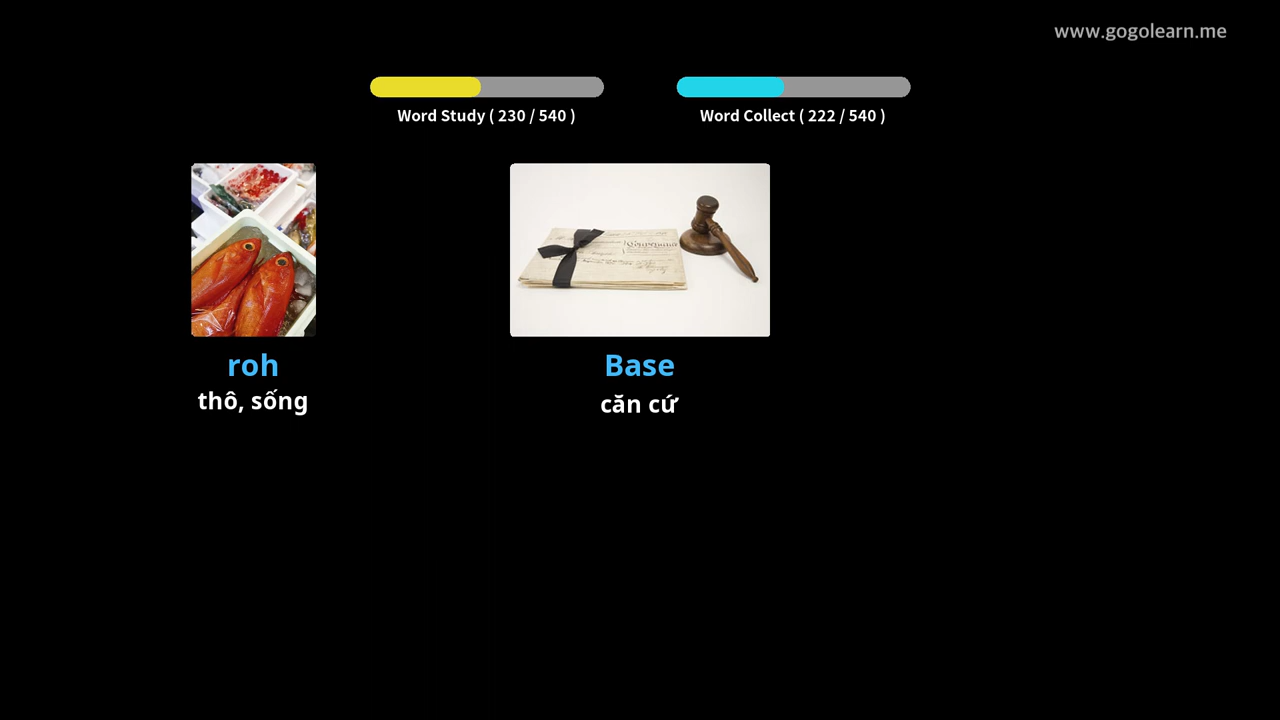 www.gogolearn.me
Word Study ( 230 / 540 )
Word Collect ( 222 / 540 )
roh
thô, sống
Base
căn cứ